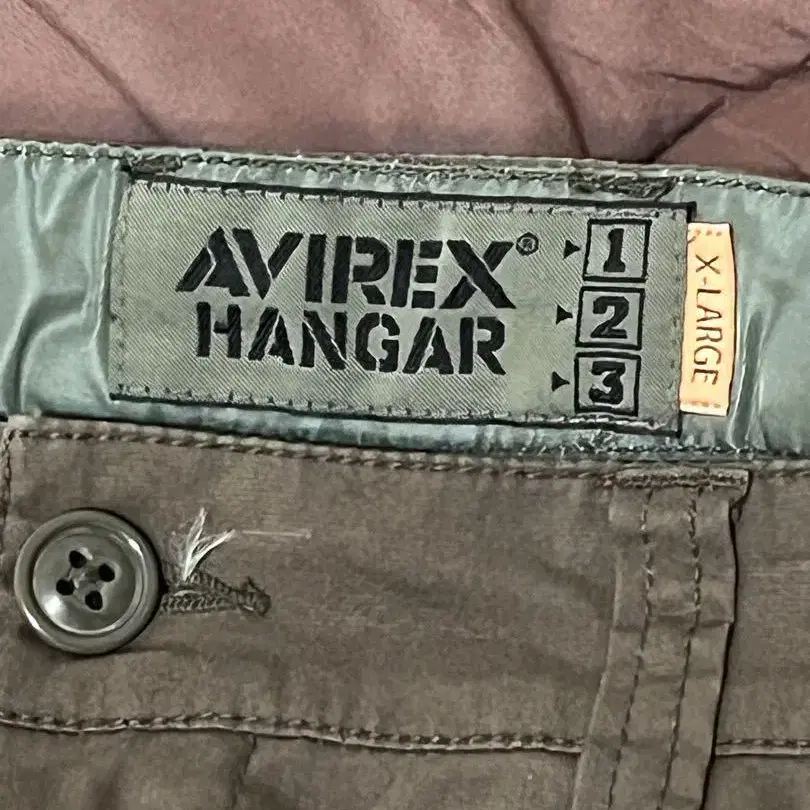 AVIREX®
HANGAR
1
2
3
X-LARGE